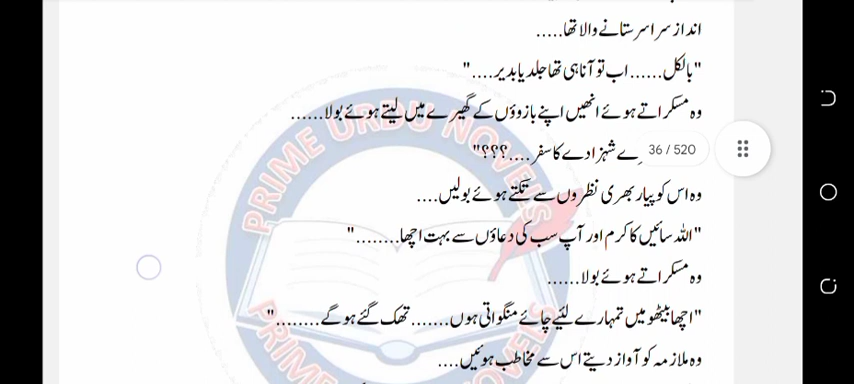 انداز سراسر ستانے والا تھا.....
"بالکل...... اب تو آنا ہی تھا جلد یا بدیر...."
وہ مسکراتے ہوئے انھیں اپنے بازوؤں کے گھیرے میں لیتے ہوئے بولا......
ے شہزادے کا سفر....؟؟؟"
36 / 520
وہ اس کو پیار بھری نظروں سے تکتے ہوئے بولیں....
"اللہ سائیں کا کرم اور آپ سب کی دعاؤں سے بہت اچھا........"
وہ مسکراتے ہوئے بولا......
"اچھا بیٹھو میں تمہارے لئیے چائے منگواتی ہوں....... تھک گئے ہو گے........"
وہ ملازمہ کو آواز دیتے اس سے مخاطب ہوئیں....
PRIME URDU NOVELS
PRIME